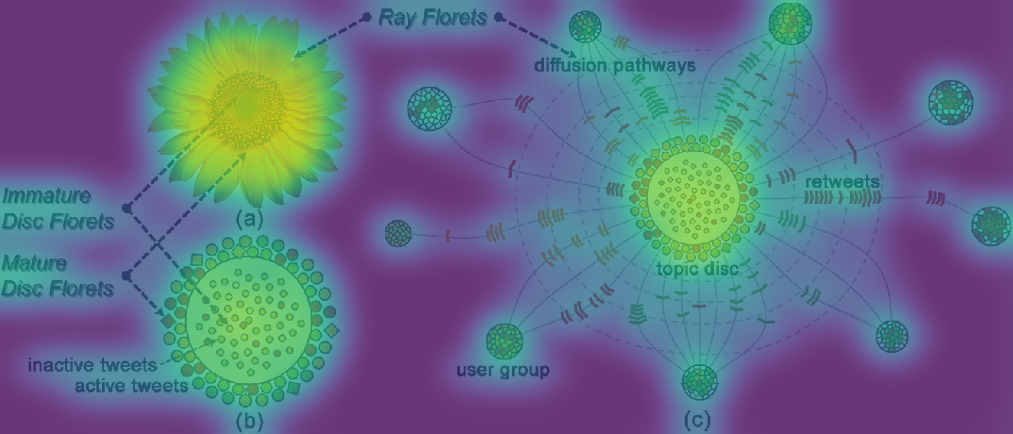 Ray Florets
diffusion pathways
Immature
Disc Florets
(a)
retweets
Mature
Disc Florets
topic disc
inactive tweets
active tweets
user group
(b)
(c)